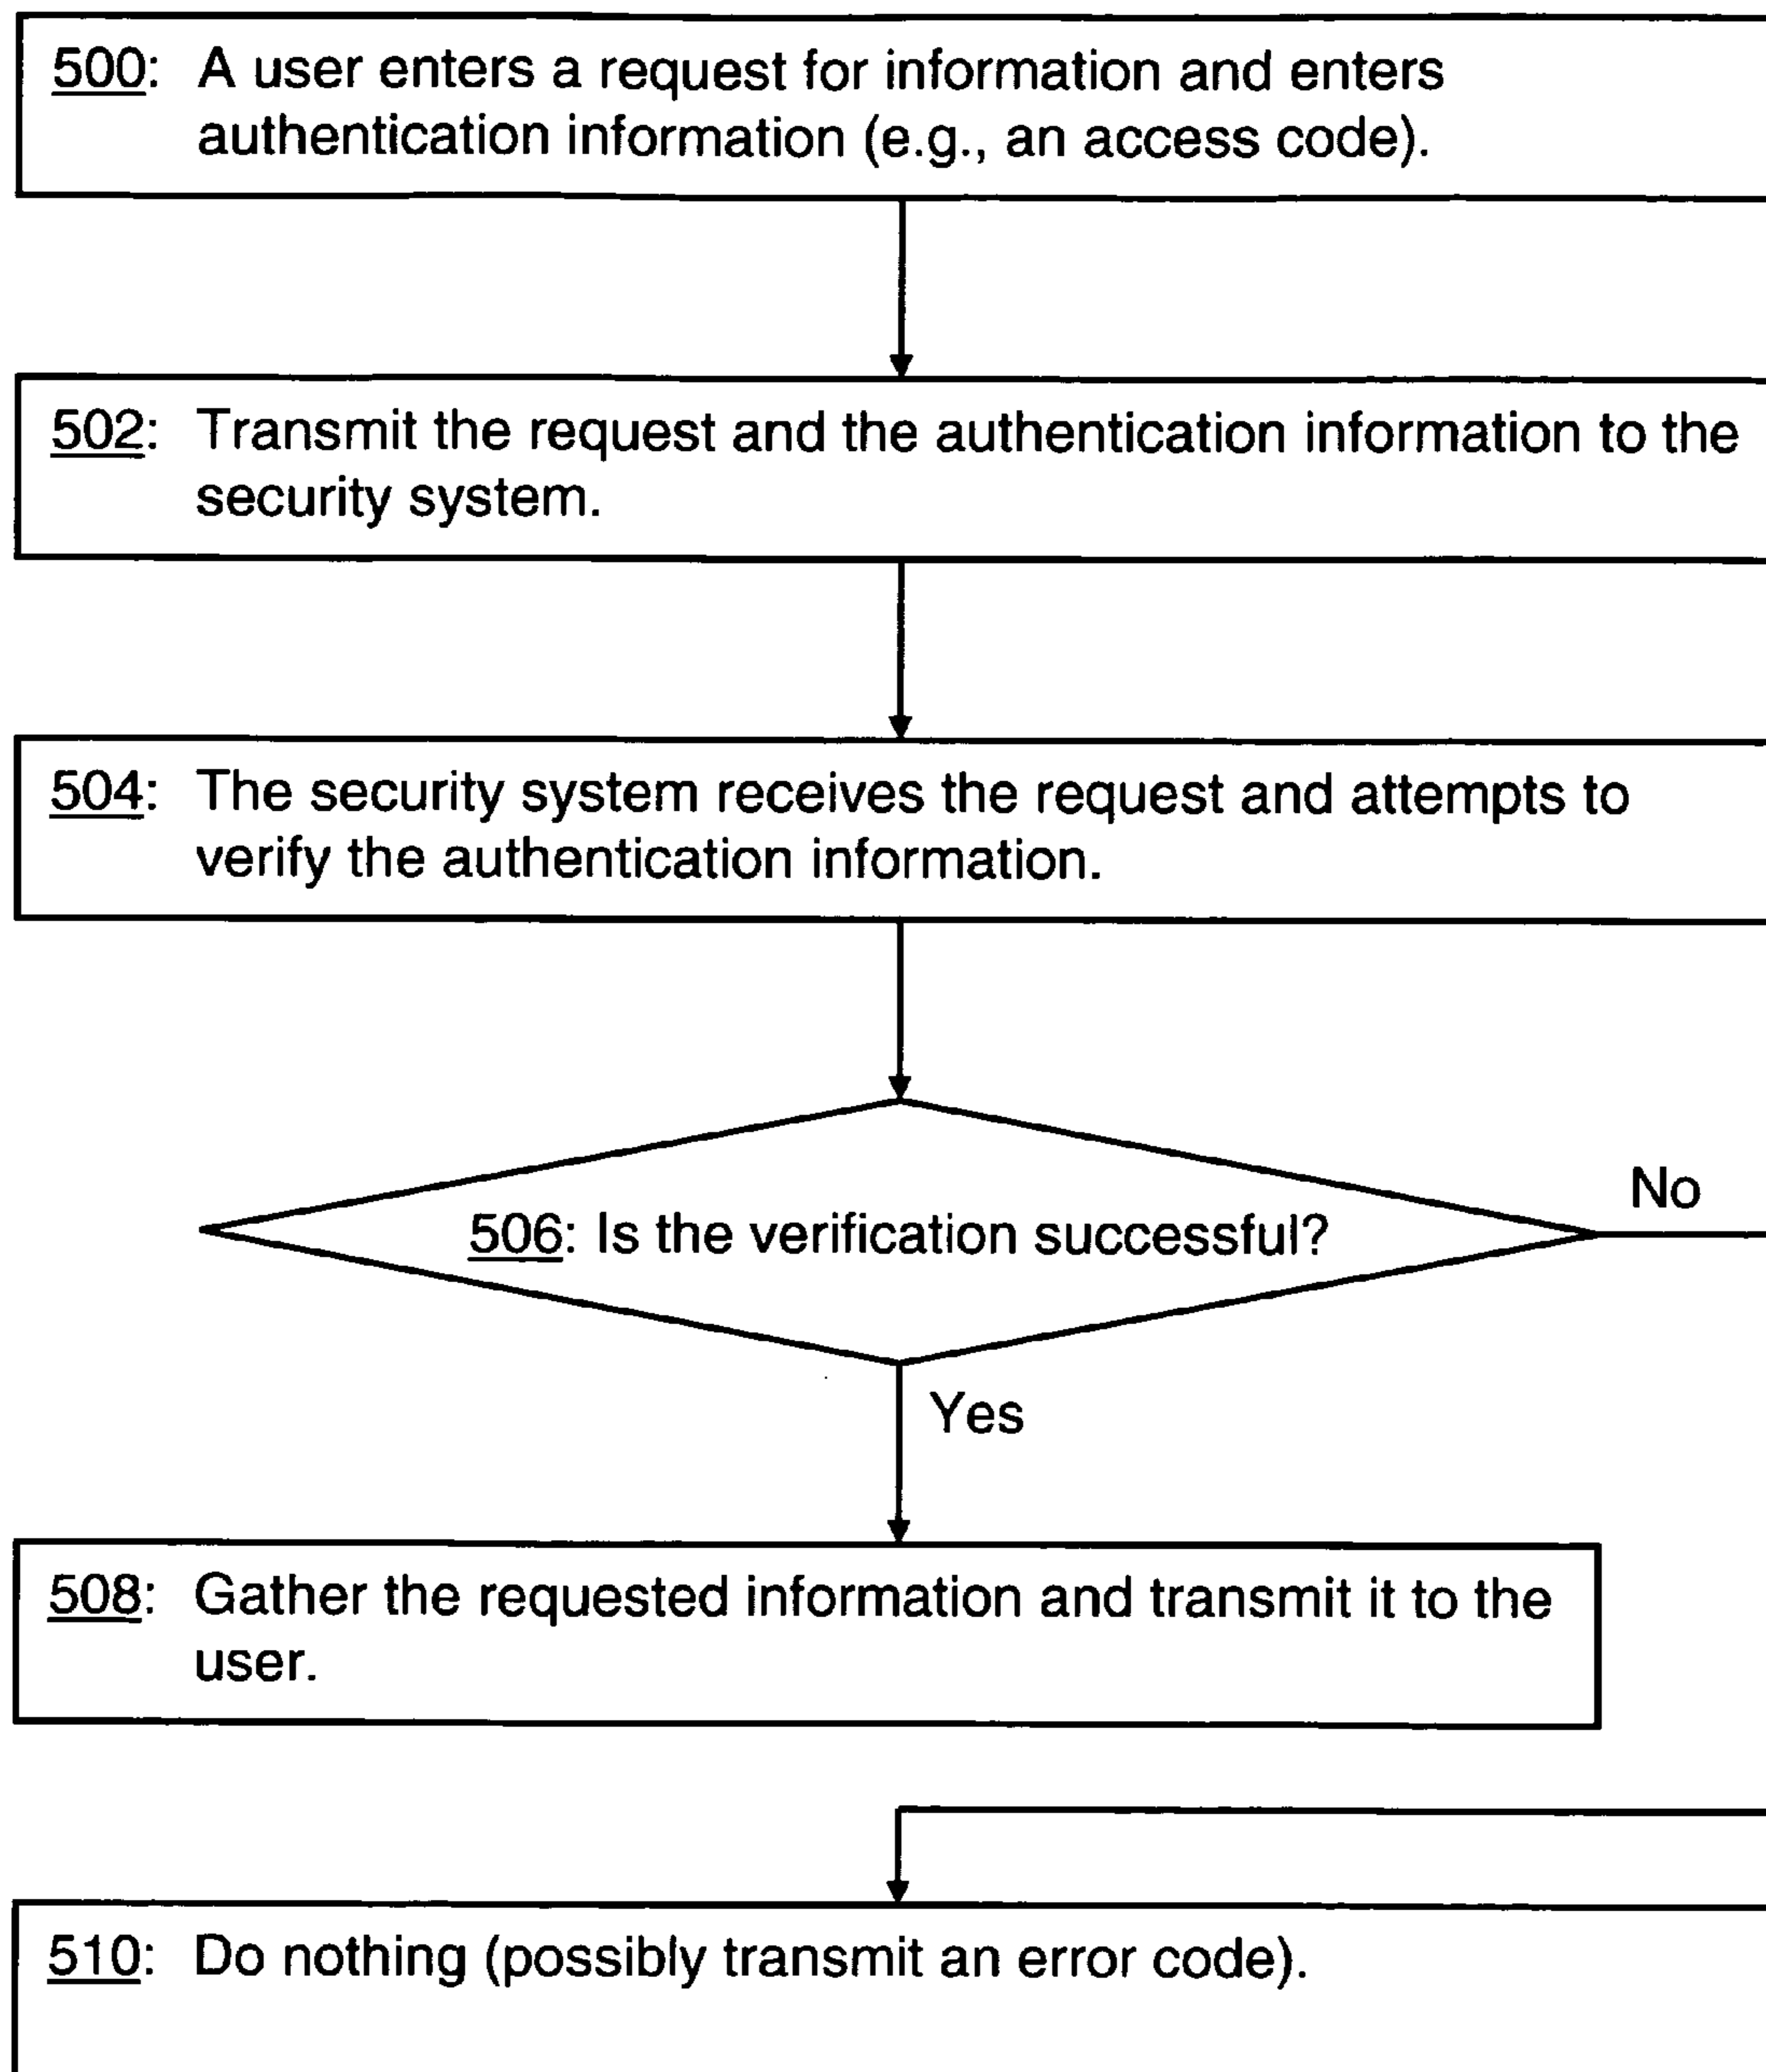 500: A user enters a request for information and enters
authentication information (e.g., an access code).
502: Transmit the request and the authentication information to the
security system.
504: The security system receives the request and attempts to
verify the authentication information.
No
506: Is the verification successful?
Yes
508: Gather the requested information and transmit it to the
user.
510: Do nothing (possibly transmit an error code).